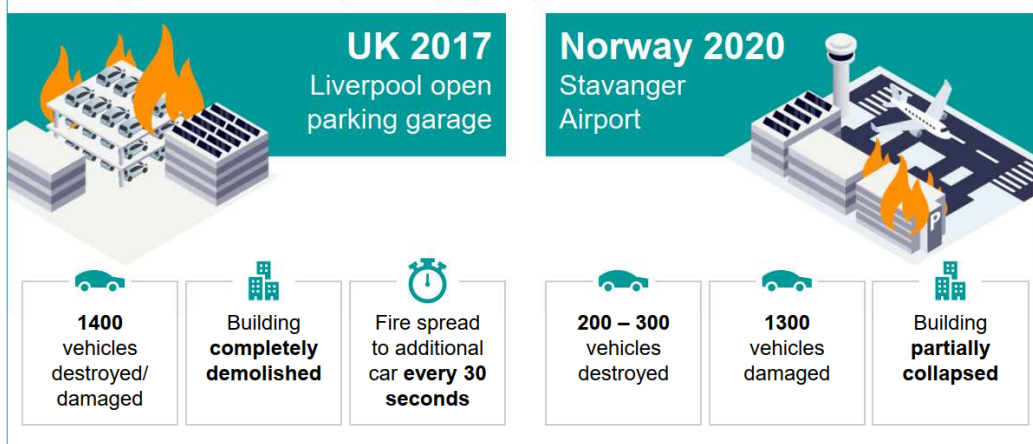 UK 2017
Liverpool open
parking garage
1400
vehicles
destroyed/
damaged
Building
completely
demolished
Fire spread
to additional
car every 30
seconds
Norway 2020
Stavanger
Airport
P
200 – 300
vehicles
destroyed
1300
vehicles
damaged
Building
partially
collapsed